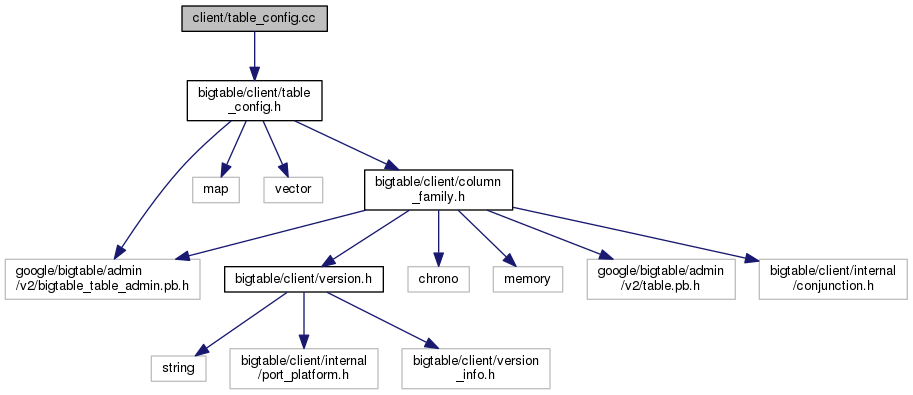 client/table_config.cc
bigtable/client/table
_config.h
map
vector
bigtable/client/column
_family.h
google/bigtable/admin
/v2/bigtable_table_admin.pb.h
bigtable/client/version.h
chrono
memory
google/bigtable/admin
/v2/table.pb.h
bigtable/client/internal
/conjunction.h
string
bigtable/client/internal
/port_platform.h
bigtable/client/version
_info.h